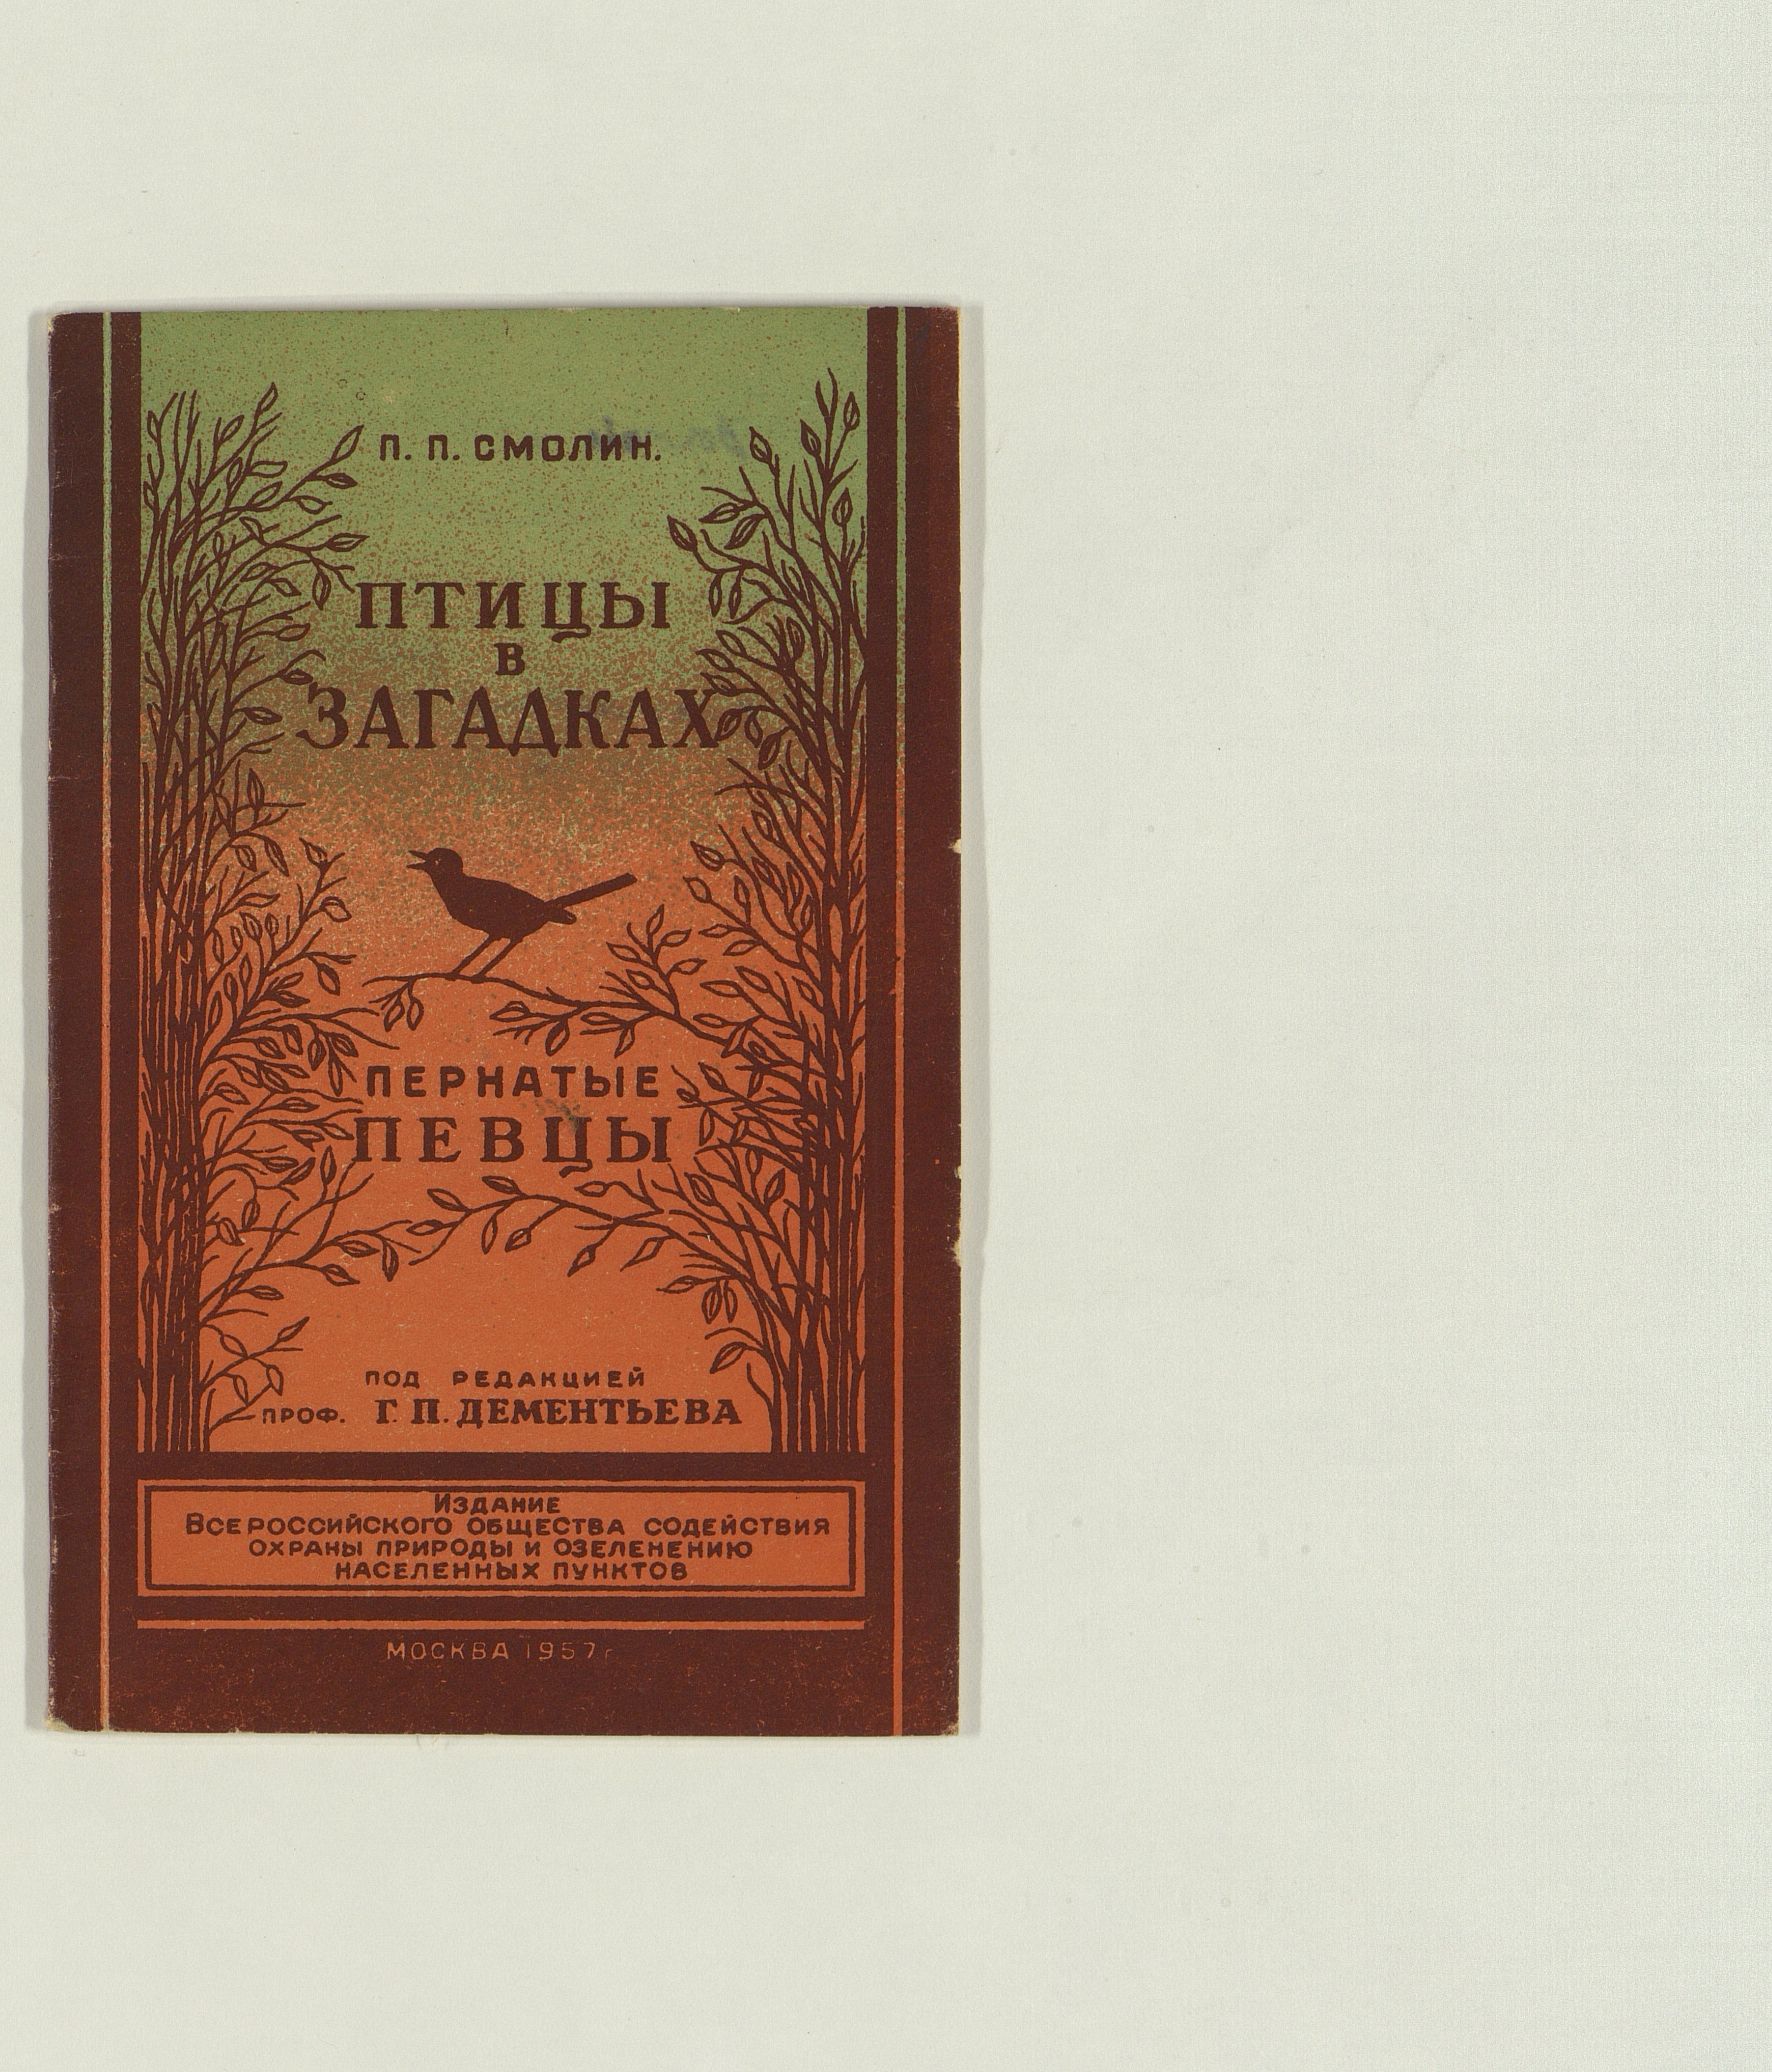 П. П. СМОЛИН.
ПТИЦЫ
В
ЗАГАДКАХ
ПЕРНАТЫЕ
ПЕВЦЫ
ПОД РЕДАКЦИЕЙ
ПРОФ. Г. П. ДЕМЕНТЬЕВА
ИЗДАНИЕ
ВСЕРОССИЙСКОГО ОБЩЕСТВА СОДЕЙСТВИЯ
ОХРАНЫ ПРИРОДЫ И ОЗЕЛЕНЕНИЮ
НАСЕЛЕННЫХ ПУНКТОВ
МОСКВА 1957г